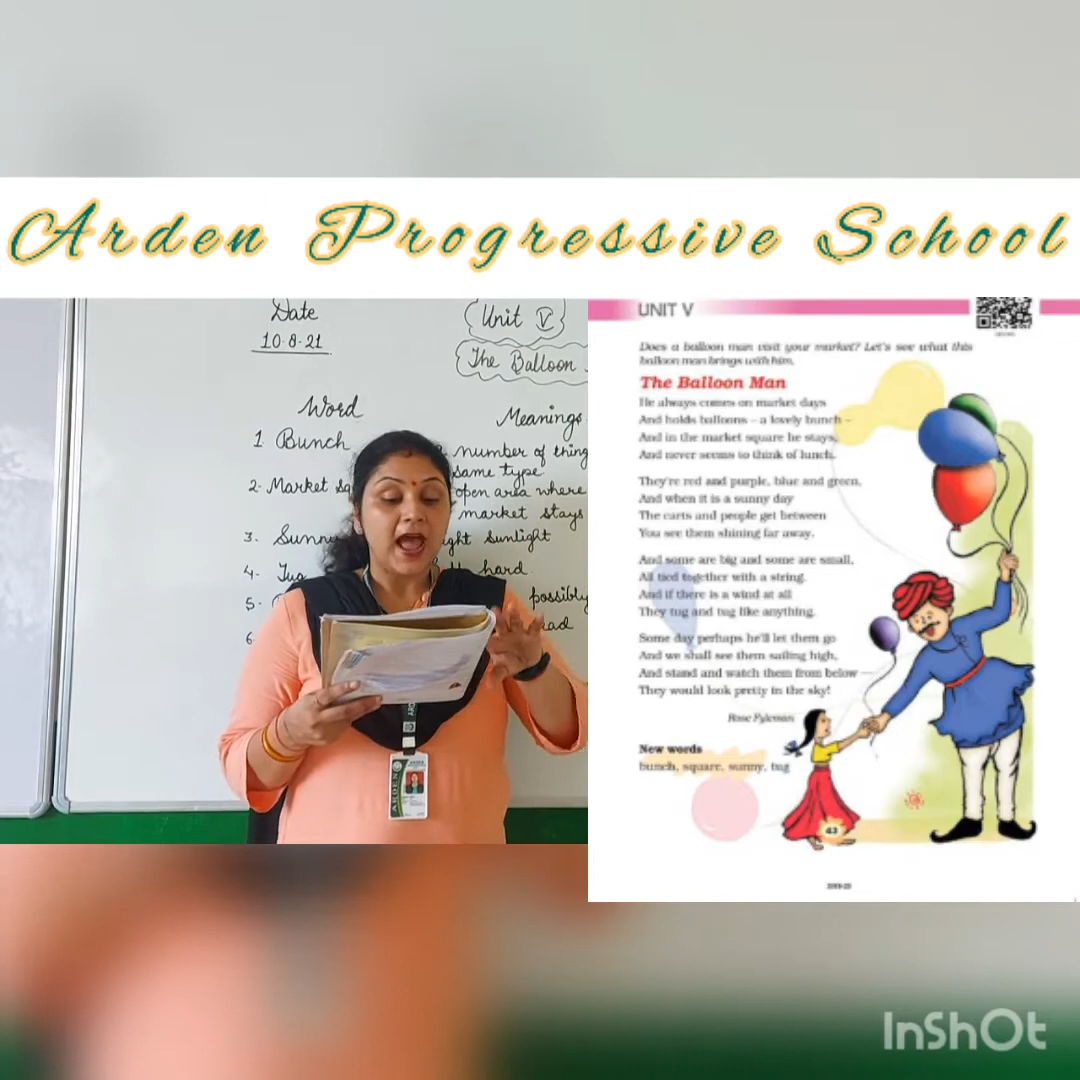 Arden Progressive School
Date
10.8.21
Unit V
The Balloon
Word
Meanings
1 Bunch
number of thing
same type
2. Market sq
open area where
market stays
3. Sunn
ght sunlight
4. Tug
hard
5.
possibly
6.
ad
ARDEN
UNIT V
Does a balloon man visit your market? Let's see what this
balloon man brings with him.
The Balloon Man
He always comes on market days
And holds balloons – a lovely bunch –
And in the market square he stays,
And never seems to think of lunch.
They're red and purple, blue and green,
And when it is a sunny day
The carts and people get between
You see them shining far away.
And some are big and some are small,
All tied together with a string.
And if there is a wind at all
They tug and tug like anything.
Some day perhaps he'll let them go
And we shall see them sailing high,
And stand and watch them from below –
They would look pretty in the sky!
Rose Fyleman
New words
bunch, square, sunny, tug
43
InShOt